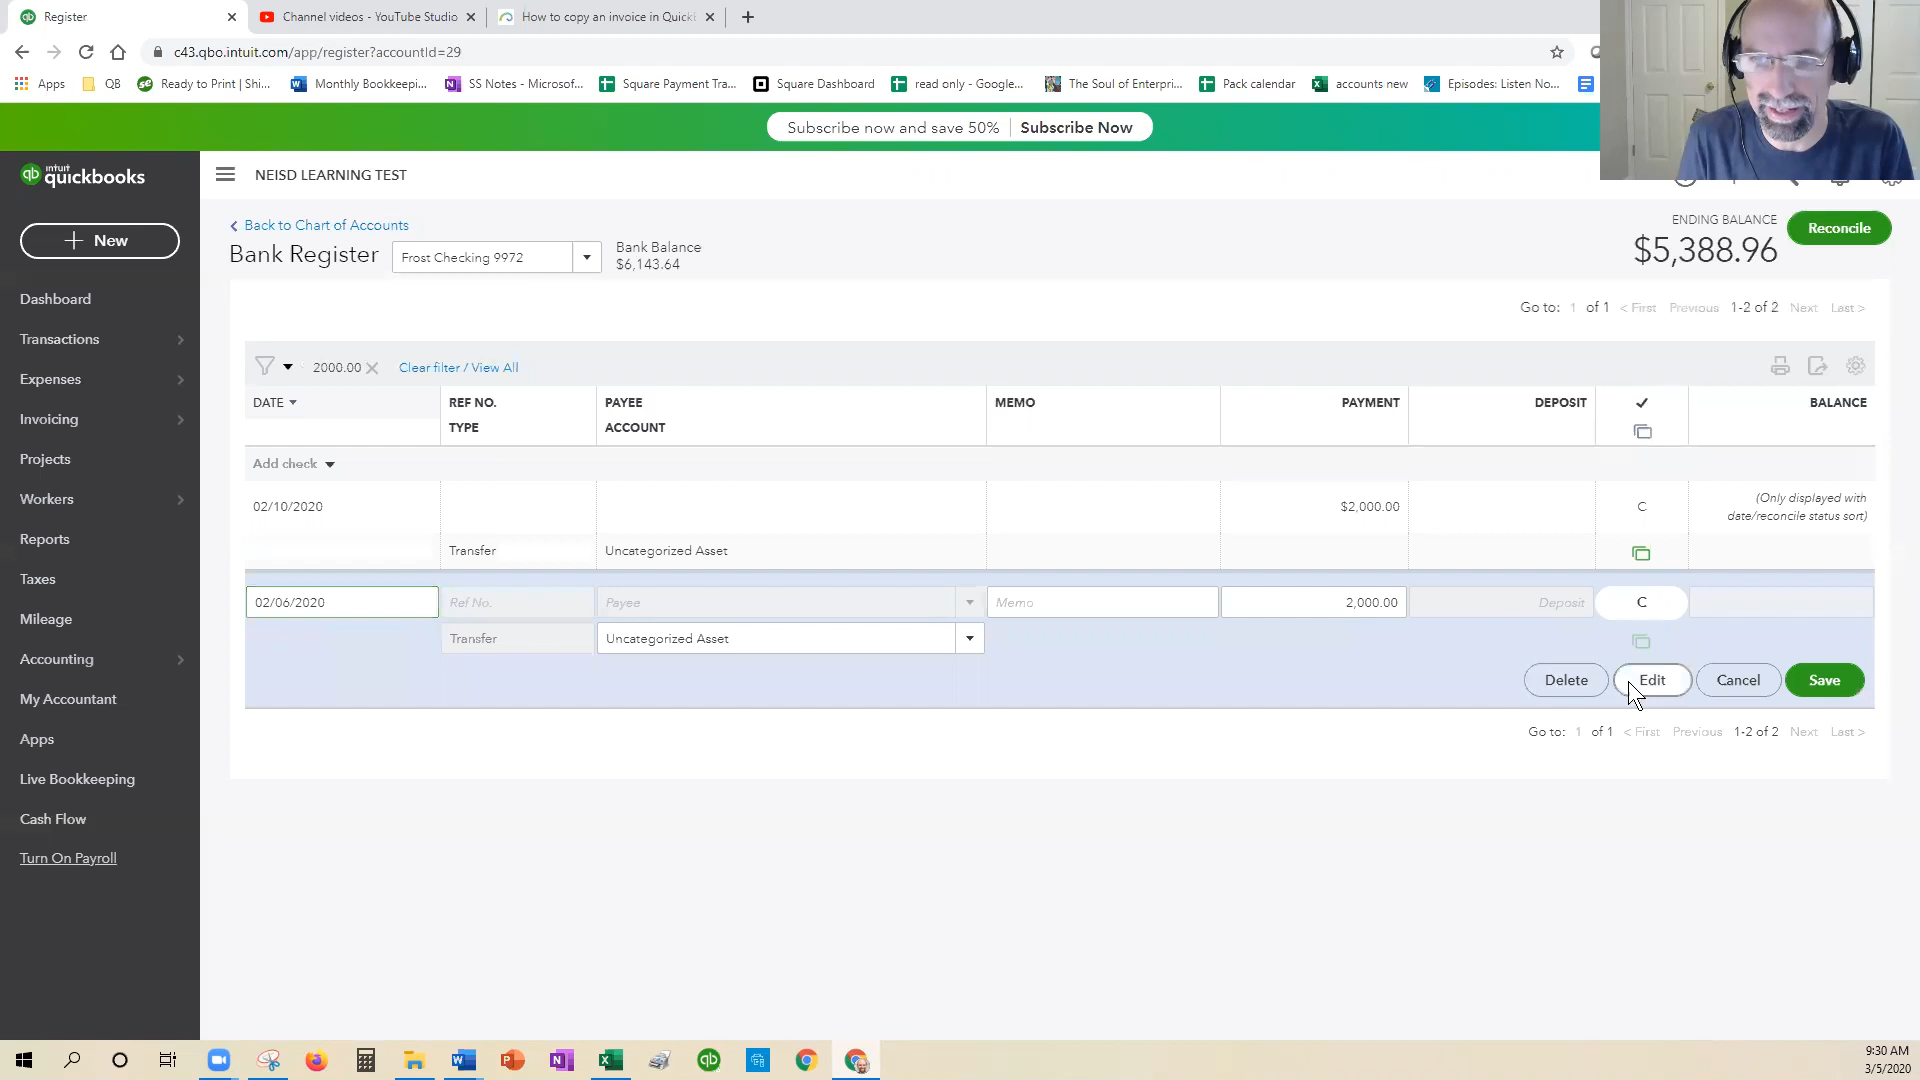 Register
Channel videos - YouTube Studio
How to copy an invoice in Quick
c43.qbo.intuit.com/app/register?accountId=29
Apps
QB
Ready to Print | Shi...
Monthly Bookkeepi...
SS Notes - Microsof...
Square Payment Tra...
Square Dashboard
read only - Google...
The Soul of Enterpri...
Pack calendar
accounts new
Episodes: Listen No...
Subscribe now and save 50%
Subscribe Now
intuit
quickbooks
NEISD LEARNING TEST
New
Dashboard
Transactions
Expenses
Invoicing
Projects
Workers
Reports
Taxes
Mileage
Accounting
My Accountant
Apps
Live Bookkeeping
Cash Flow
Turn On Payroll
Back to Chart of Accounts
Bank Register
Frost Checking 9972
Bank Balance
$6,143.64
ENDING BALANCE
$5,388.96
Reconcile
Go to: 1 of 1 < First Previous 1-2 of 2 Next Last >
2000.00
Clear filter / View All
DATE
REF NO.
TYPE
PAYEE
ACCOUNT
MEMO
PAYMENT
DEPOSIT
BALANCE
Add check
02/10/2020
$2,000.00
C
(Only displayed with
date/reconcile status sort)
Transfer
Uncategorized Asset
02/06/2020
Ref No.
Payee
Memo
2,000.00
Deposit
C
Transfer
Uncategorized Asset
Delete
Edit
Cancel
Save
Go to: 1 of 1 < First Previous 1-2 of 2 Next Last >
9:30 AM
3/5/2020